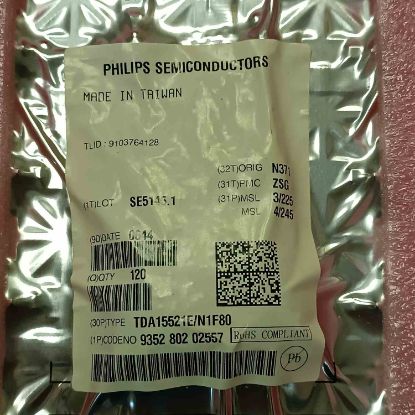 PHILIPS SEMICONDUCTORS
MADE IN TAIWAN
TLID : 9103764128
(32T)ORIG N371
(31T)PMC ZSG
(31P)MSL 3/225
MSL 4/245
(1T)LOT SE5143.1
(9D)DATE 0614
(Q)QTY 120
(30P)TYPE TDA15521E/N1F80
(1P)CODENO 9352 802 02557
RoHS COMPLIANT
Pb